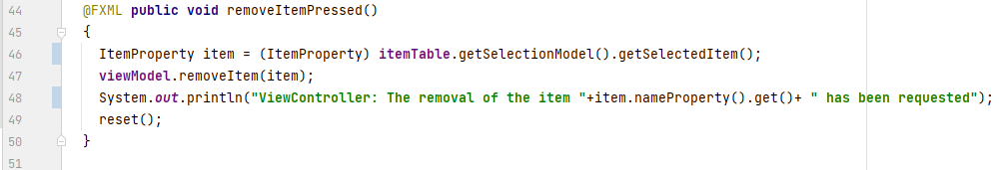 44 @FXML public void removeItemPressed()
45 {
46 ItemProperty item = (ItemProperty) itemTable.getSelectionModel().getSelectedItem();
47 viewModel.removeItem(item);
48 System.out.println("ViewController: The removal of the item "+item.nameProperty().get()+ " has been requested");
49 reset();
50 }
51